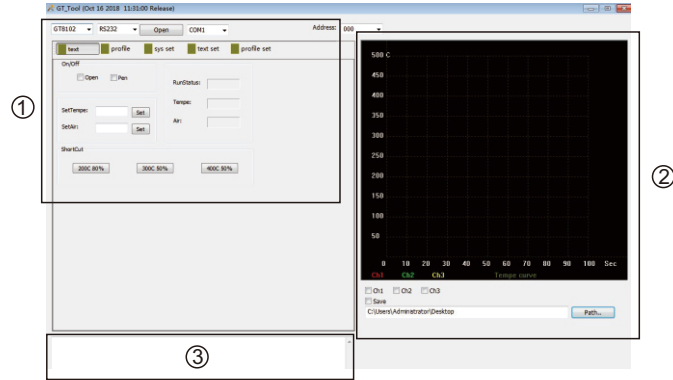 GT_Tool (Oct 16 2018 11:31:00 Release)
GT8102 RS232 Open COM1 Address: 000
text profile sys set text set profile set
On/Off
Open Pen
RunStatus:
Tempe:
Air:
SetTempe: Set
SetAir: Set
ShortCut
200C 80% 300C 50% 400C 50%
①
500 C
450
400
350
300
250
200
150
100
50
0 10 20 30 40 50 60 70 80 90 100 Sec
Ch1 Ch2 Ch3 Tempe curve
②
Ch1 Ch2 Ch3
Save
C:\Users\Administrator\Desktop Path..
③